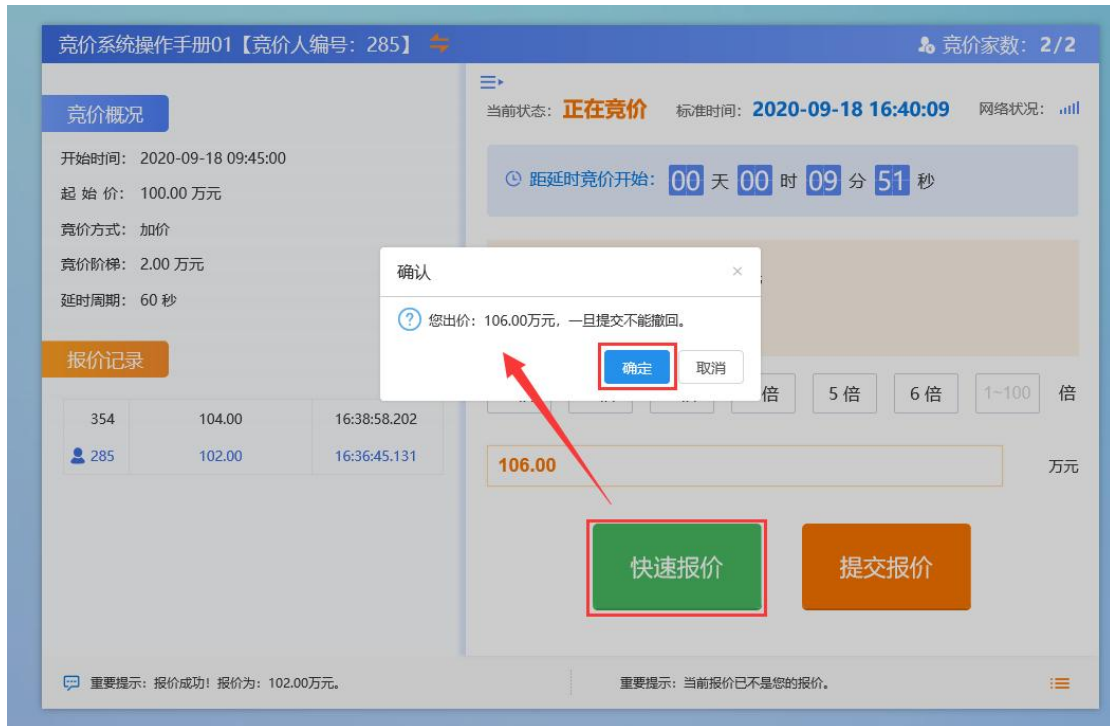 竞价系统操作手册01【竞价人编号：285】
竞价家数：2/2
竞价概况
开始时间： 2020-09-18 09:45:00
起 始 价： 100.00 万元
竞价方式： 加价
竞价阶梯： 2.00 万元
延时周期： 60 秒
报价记录
354 104.00 16:38:58.202
285 102.00 16:36:45.131
当前状态：正在竞价 标准时间：2020-09-18 16:40:09 网络状况：
距延时竞价开始： 00 天 00 时 09 分 51 秒
确认 ×
您出价：106.00万元，一旦提交不能撤回。
确定 取消
倍 5 倍 6 倍 1~100 倍
106.00 万元
快速报价 提交报价
重要提示：报价成功！报价为：102.00万元。
重要提示：当前报价已不是您的报价。